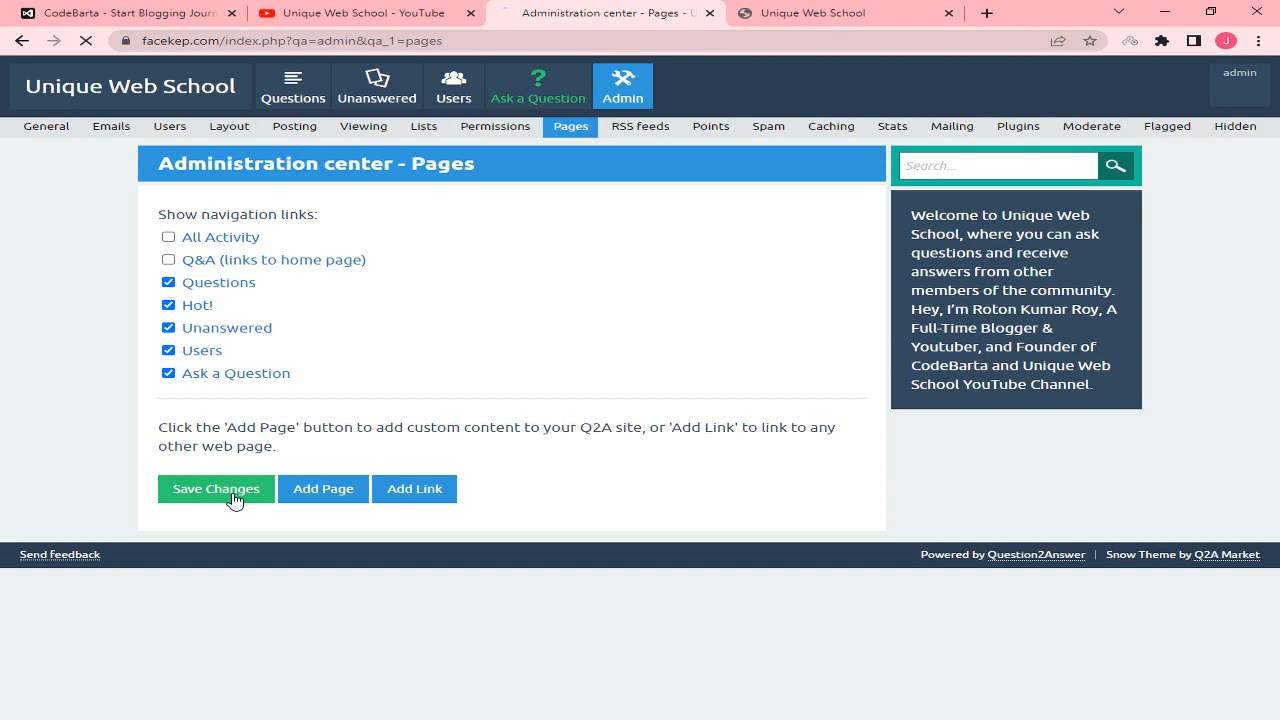 CodeBarta - Start Blogging Journ
Unique Web School - YouTube
Administration center - Pages - U
Unique Web School
facekep.com/index.php?qa=admin&qa_1=pages
J
Unique Web School
Questions
Unanswered
Users
Ask a Question
Admin
admin
General
Emails
Users
Layout
Posting
Viewing
Lists
Permissions
Pages
RSS feeds
Points
Spam
Caching
Stats
Mailing
Plugins
Moderate
Flagged
Hidden
Administration center - Pages
Show navigation links:
All Activity
Q&A (links to home page)
Questions
Hot!
Unanswered
Users
Ask a Question
Click the 'Add Page' button to add custom content to your Q2A site, or 'Add Link' to link to any
other web page.
Save Changes
Add Page
Add Link
Search...
Welcome to Unique Web
School, where you can ask
questions and receive
answers from other
members of the community.
Hey, I'm Roton Kumar Roy, A
Full-Time Blogger &
Youtuber, and Founder of
CodeBarta and Unique Web
School YouTube Channel.
Send feedback
Powered by Question2Answer
Snow Theme by Q2A Market